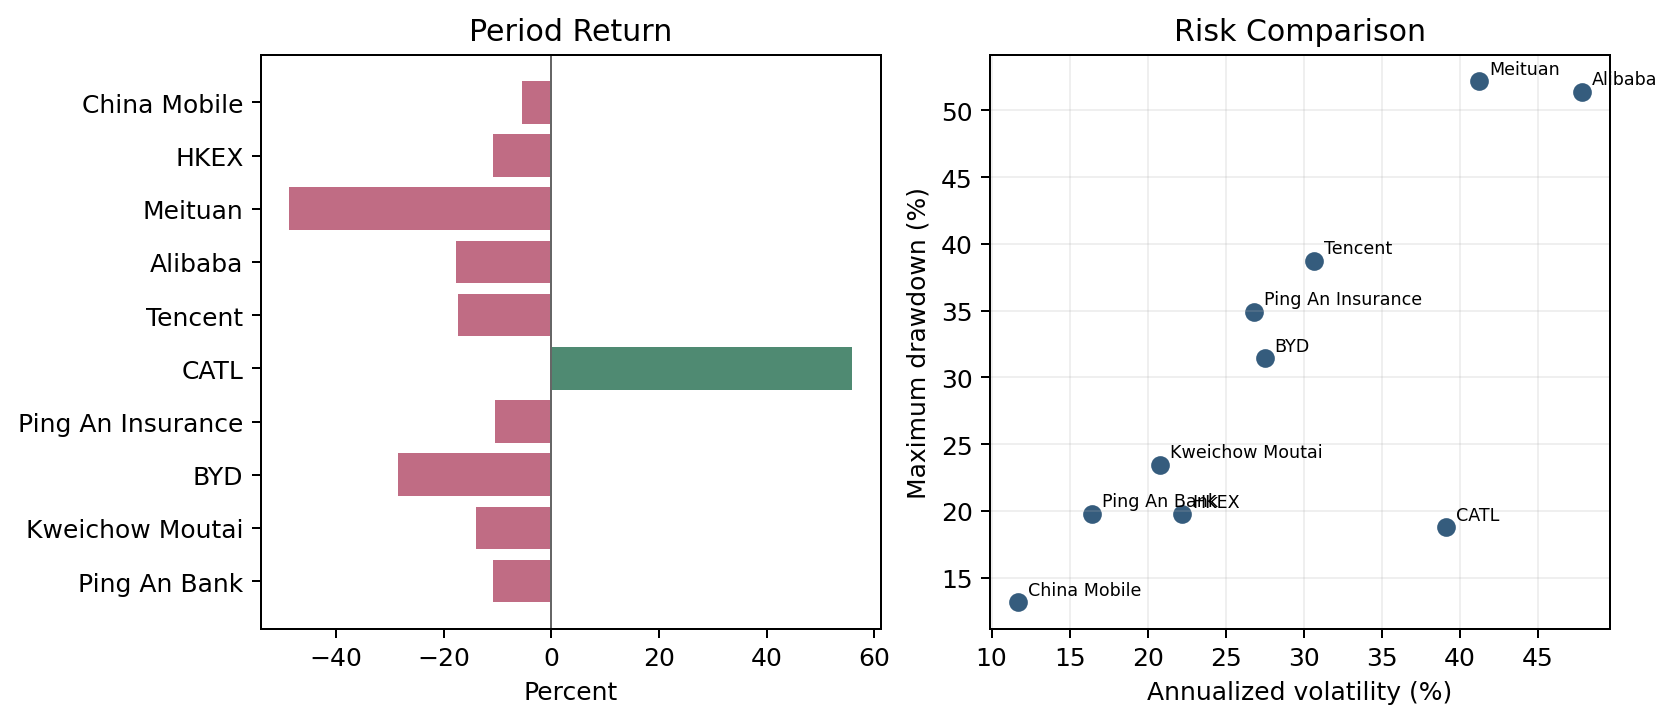 Period Return
China Mobile
HKEX
Meituan
Alibaba
Tencent
CATL
Ping An Insurance
BYD
Kweichow Moutai
Ping An Bank
−40
−20
0
20
40
60
Percent
Risk Comparison
Maximum drawdown (%)
50
45
40
35
30
25
20
15
Meituan
Alibaba
Tencent
Ping An Insurance
BYD
Kweichow Moutai
Ping An Bank
HKEX
CATL
China Mobile
10
15
20
25
30
35
40
45
Annualized volatility (%)